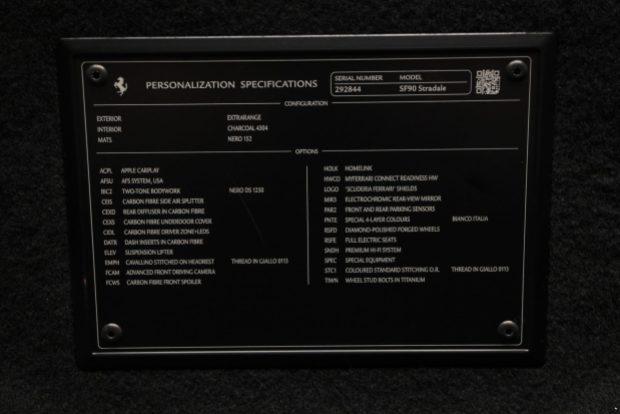 PERSONALIZATION SPECIFICATIONS
SERIAL NUMBER MODEL
292844 SF90 Stradale
CONFIGURATION
EXTERIOR EXTRARANGE
INTERIOR CHARCOAL 4304
MATS NERO 152
OPTIONS
ACPL APPLE CARPLAY
AFSU AFS SYSTEM, USA
BIC2 TWO-TONE BODYWORK NERO DS 1250
CEIS CARBON FIBRE SIDE AIR SPLITTER
CEXD REAR DIFFUSER IN CARBON FIBRE
CEXS CARBON FIBRE UNDERDOOR COVER
CIDL CARBON FIBRE DRIVER ZONE+LEDS
DATR DASH INSERTS IN CARBON FIBRE
ELEV SUSPENSION LIFTER
EMPH CAVALLINO STITCHED ON HEADREST THREAD IN GIALLO 0113
FCAM ADVANCED FRONT DRIVING CAMERA
FCWS CARBON FIBRE FRONT SPOILER
HOLK HOMELINK
HWCO MYFERRARI CONNECT READINESS HW
LOGO "SCUDERIA FERRARI" SHIELDS
MIR3 ELECTROCHROMIC REAR-VIEW MIRROR
PAR2 FRONT AND REAR PARKING SENSORS
PNTE SPECIAL 4-LAYER COLOURS BIANCO ITALIA
RSFD DIAMOND-POLISHED FORGED WHEELS
RSFE FULL ELECTRIC SEATS
SNDH PREMIUM HI-FI SYSTEM
SPEC SPECIAL EQUIPMENT
STC1 COLOURED STANDARD STITCHING O.R. THREAD IN GIALLO 0113
WHEEL STUD BOLTS IN TITANIUM